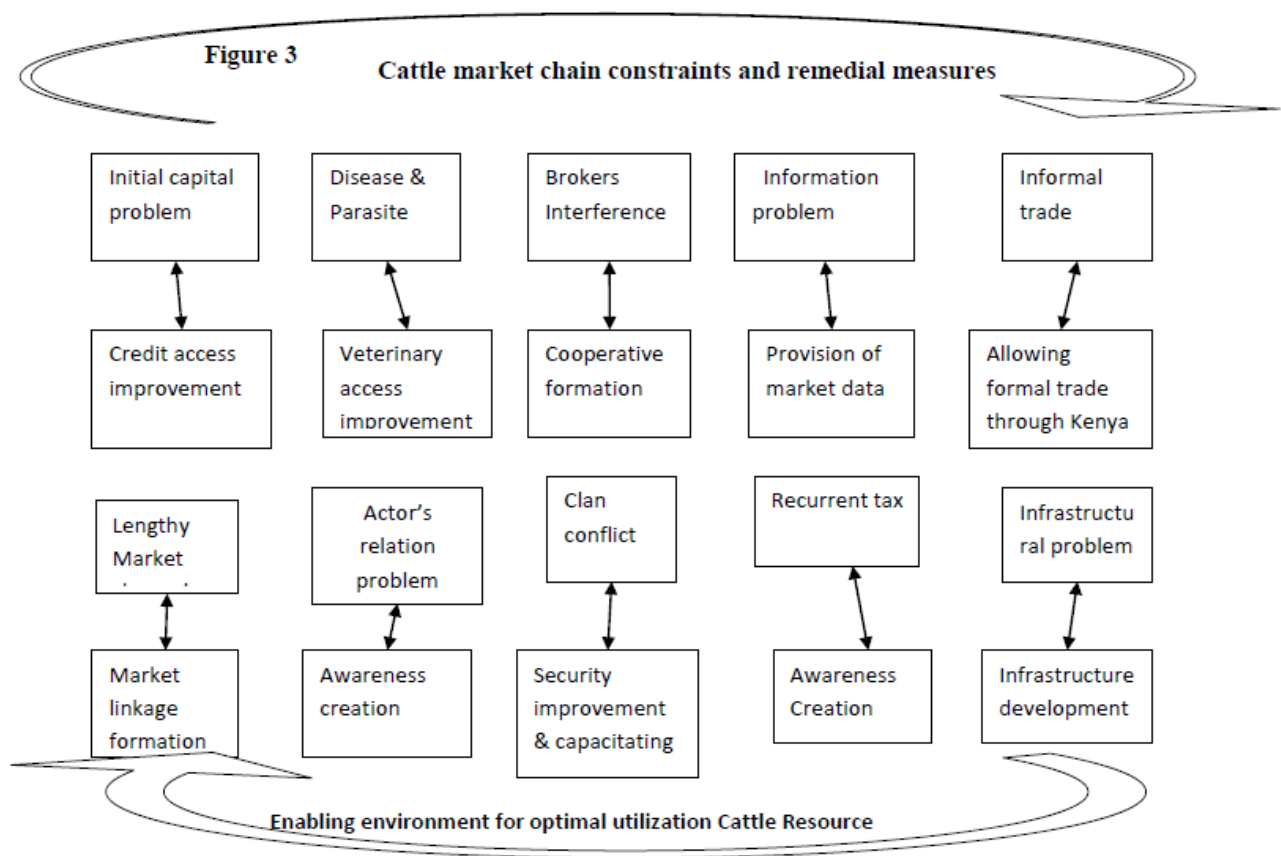 Figure 3
Cattle market chain constraints and remedial measures
Initial capital
problem
Disease &
Parasite
Brokers
Interference
Information
problem
Informal
trade
Credit access
improvement
Veterinary
access
improvement
Cooperative
formation
Provision of
market data
Allowing
formal trade
through Kenya
Lengthy
Market
Actor's
relation
problem
Clan
conflict
Recurrent tax
Infrastructu
ral problem
Market
linkage
formation
Awareness
creation
Security
improvement
& capacitating
Awareness
Creation
Infrastructure
development
Enabling environment for optimal utilization Cattle Resource